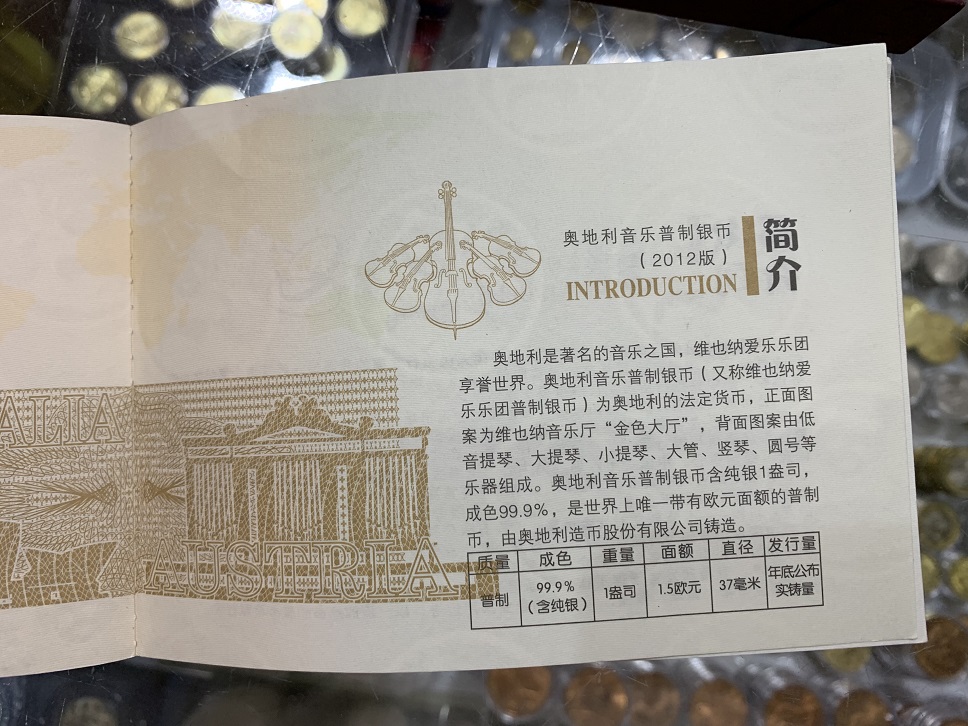 奥地利音乐普制银币
（2012版）
INTRODUCTION
简介
奥地利是著名的音乐之国，维也纳爱乐乐团
享誉世界。奥地利音乐普制银币（又称维也纳爱
乐乐团普制银币）为奥地利的法定货币，正面图
案为维也纳音乐厅“金色大厅”，背面图案由低
音提琴、大提琴、小提琴、大管、竖琴、圆号等
乐器组成。奥地利音乐普制银币含纯银1盎司，
成色99.9%，是世界上唯一带有欧元面额的普制
币，由奥地利造币股份有限公司铸造。
质量 成色 重量 面额 直径 发行量
普制 99.9%（含纯银） 1盎司 1.5欧元 37毫米 年底公布实铸量
ALIA
AUSTRIA